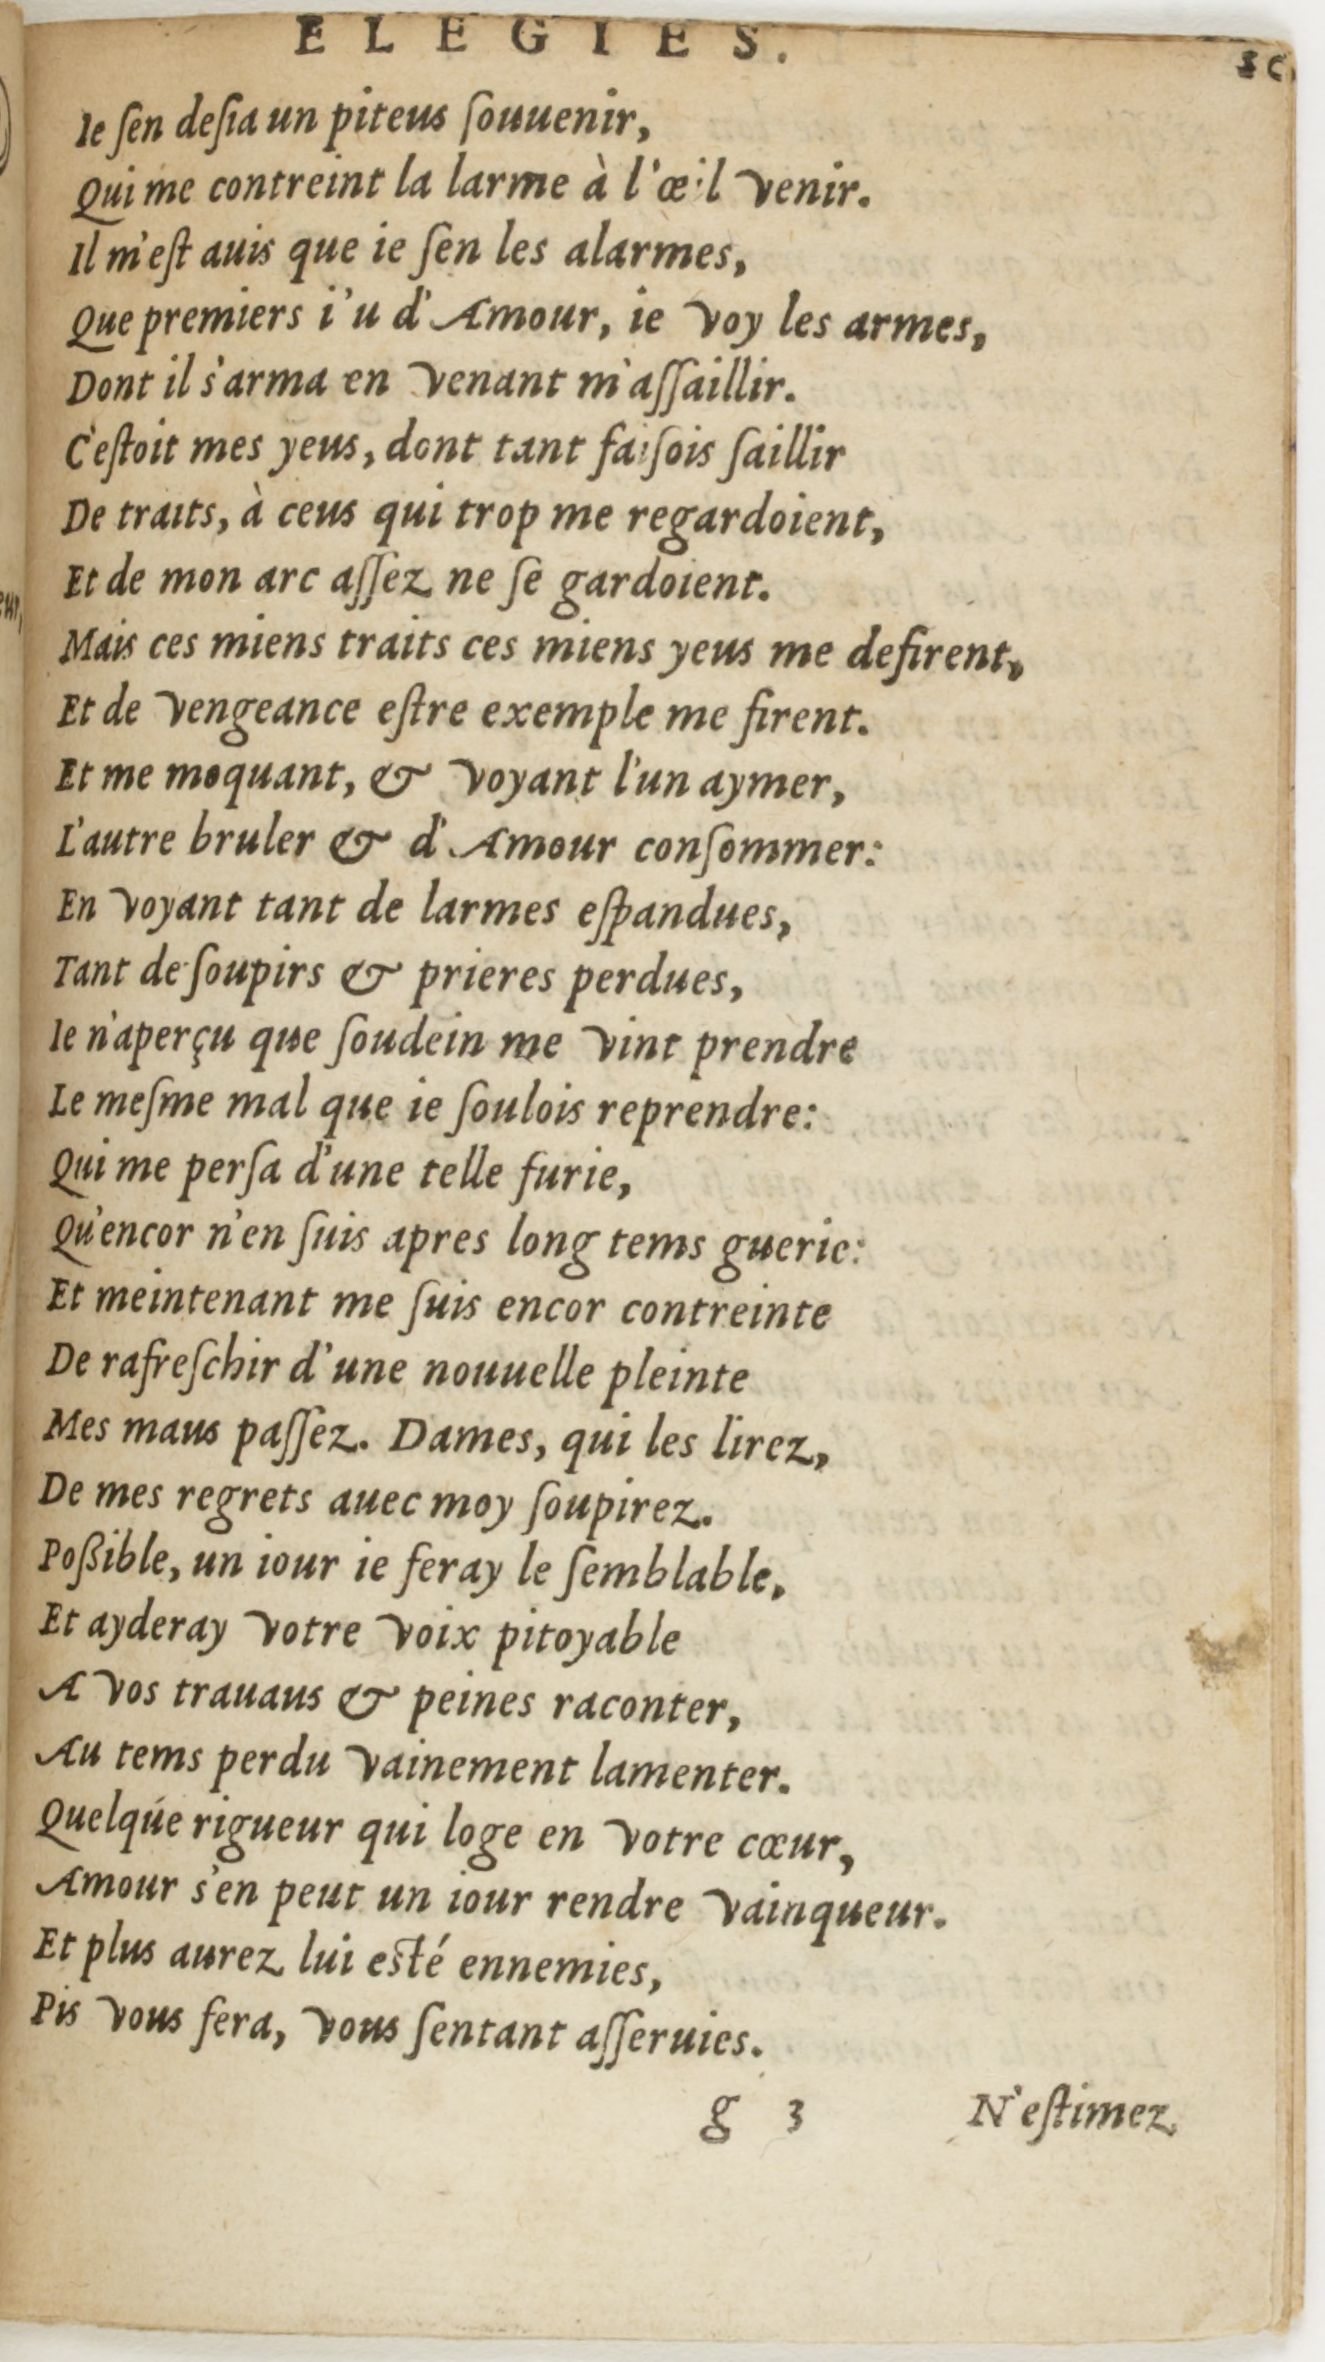 ELEGIES.
Ie ſen deſia un piteus ſouuenir,
Qui me contreint la larme à l'œil venir.
Il m'eſt auis que ie ſen les alarmes,
Que premiers i'u d'Amour, ie voy les armes,
Dont il s'arma en venant m'aſſaillir.
C'eſtoit mes yeus, dont tant faiſois ſaillir
De traits, à ceus qui trop me regardoient,
Et de mon arc aſſez ne ſe gardoient.
Mais ces miens traits ces miens yeus me defirent,
Et de vengeance eſtre exemple me firent.
Et me moquant, & voyant l'un aymer,
L'autre bruler & d'Amour conſommer:
En voyant tant de larmes eſpandues,
Tant de ſoupirs & prieres perdues,
Ie n'aperçu que ſoudein me vint prendre
Le meſme mal que ie ſoulois reprendre:
Qui me perſa d'une telle furie,
Qu'encor n'en ſuis apres long tems guerie:
Et meintenant me ſuis encor contreinte
De rafreſchir d'une nouuelle pleinte
Mes maus paſſez. Dames, qui les lirez,
De mes regrets auec moy ſoupirez.
Poßible, un iour ie feray le ſemblable,
Et ayderay votre voix pitoyable
A vos trauaus & peines raconter,
Au tems perdu vainement lamenter.
Quelqúe rigueur qui loge en votre cœur,
Amour s'en peut un iour rendre vainqueur.
Et plus aurez lui eſté ennemies,
Pis vous fera, vous ſentant aſſeruies.
g 3 N'eſtimez